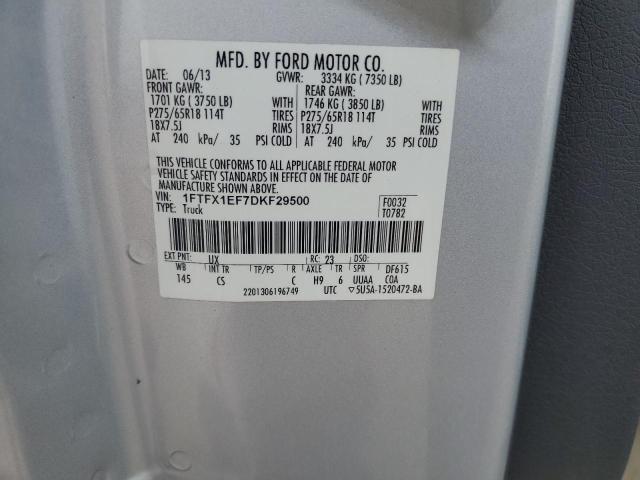 MFD. BY FORD MOTOR CO.
DATE: 06/13 GVWR: 3334 KG ( 7350 LB)
FRONT GAWR: REAR GAWR:
1701 KG ( 3750 LB) WITH 1746 KG ( 3850 LB) WITH
P275/65R18 114T TIRES P275/65R18 114T TIRES
18X7.5J RIMS 18X7.5J RIMS
AT 240 kPa/ 35 PSI COLD AT 240 kPa/ 35 PSI COLD
THIS VEHICLE CONFORMS TO ALL APPLICABLE FEDERAL MOTOR
VEHICLE SAFETY STANDARDS IN EFFECT ON THE DATE OF
MANUFACTURE SHOWN ABOVE.
VIN: 1FTFX1EF7DKF29500 F0032
TYPE: Truck T0782
EXT PNT: UX RC: 23 DSO:
WB INT TR TP/PS R AXLE TR SPR DF615
145 CS C H9 6 UUAA COA
2201306196749 UTC ▽5U5A-1520472-BA